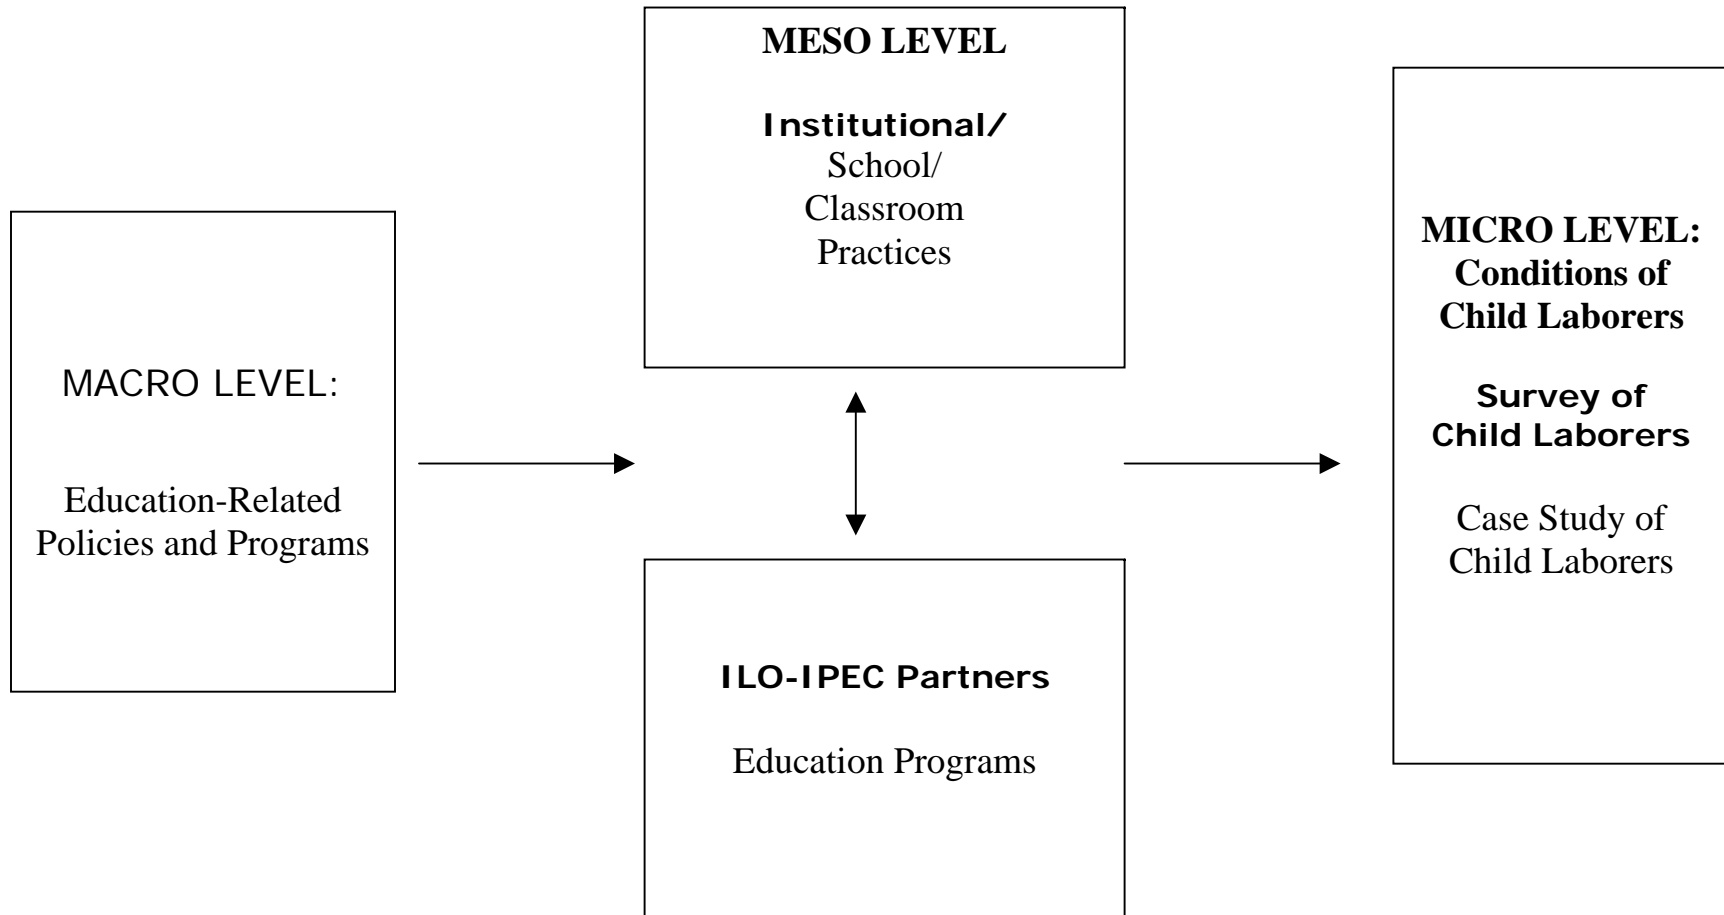 MACRO LEVEL:
Education-Related
Policies and Programs
MESO LEVEL
Institutional/
School/
Classroom
Practices
ILO-IPEC Partners
Education Programs
MICRO LEVEL:
Conditions of
Child Laborers
Survey of
Child Laborers
Case Study of
Child Laborers